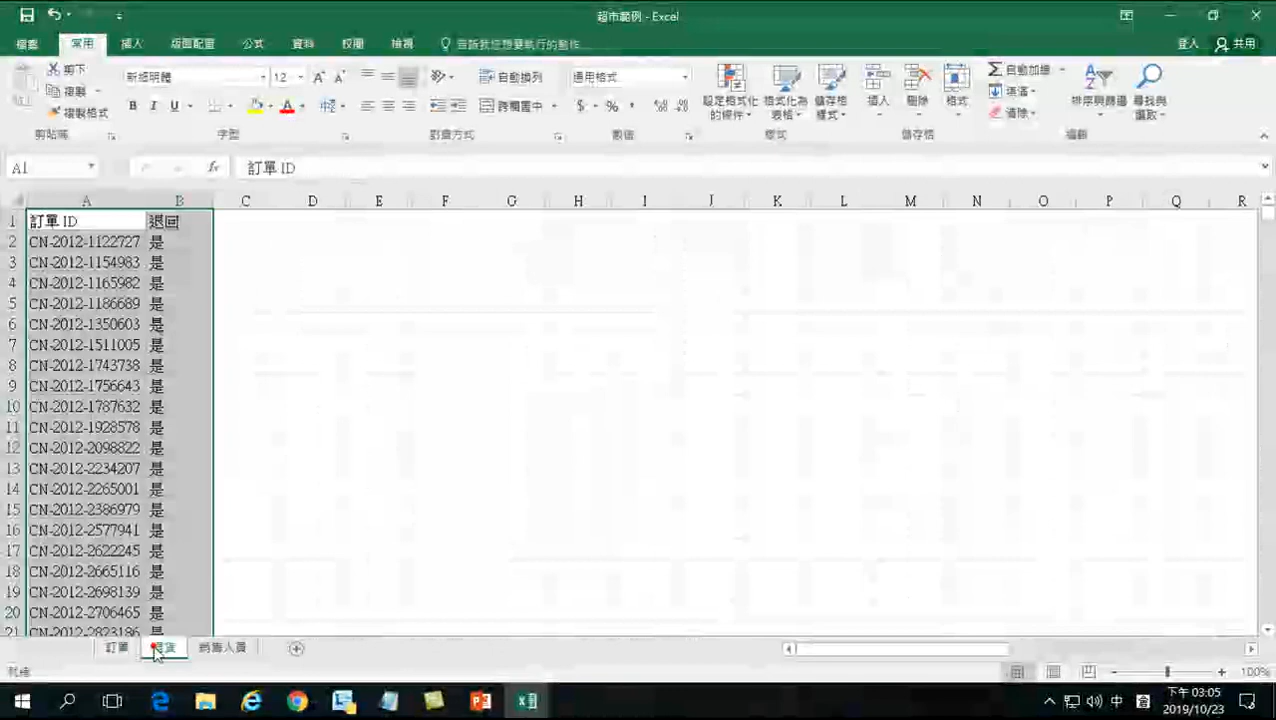 超市範例 - Excel
檔案 常用 插入 版面配置 公式 資料 校閱 檢視 告訴我您想要執行的動作... 登入 共用
剪下 新細明體 12 自動換列 通用格式 自動加總
複製 填滿
複製格式 B I U 跨欄置中 $ % 清除
設定格式化的條件 格式化為表格 儲存格樣式 插入 刪除 格式 排序與篩選 尋找與選取
剪貼簿 字型 對齊方式 數值 樣式 儲存格 編輯
A1 fx 訂單 ID
A B C D E F G H I J K L M N O P Q R
1 訂單 ID 退回
2 CN-2012-1122727 是
3 CN-2012-1154983 是
4 CN-2012-1165982 是
5 CN-2012-1186689 是
6 CN-2012-1350603 是
7 CN-2012-1511005 是
8 CN-2012-1743738 是
9 CN-2012-1756643 是
10 CN-2012-1787632 是
11 CN-2012-1928578 是
12 CN-2012-2098822 是
13 CN-2012-2234207 是
14 CN-2012-2265001 是
15 CN-2012-2386979 是
16 CN-2012-2577941 是
17 CN-2012-2622245 是
18 CN-2012-2665116 是
19 CN-2012-2698139 是
20 CN-2012-2706465 是
21 CN-2012-2823186 是
訂單 退貨 銷售人員
就緒 100%
中 下午 03:05
2019/10/23